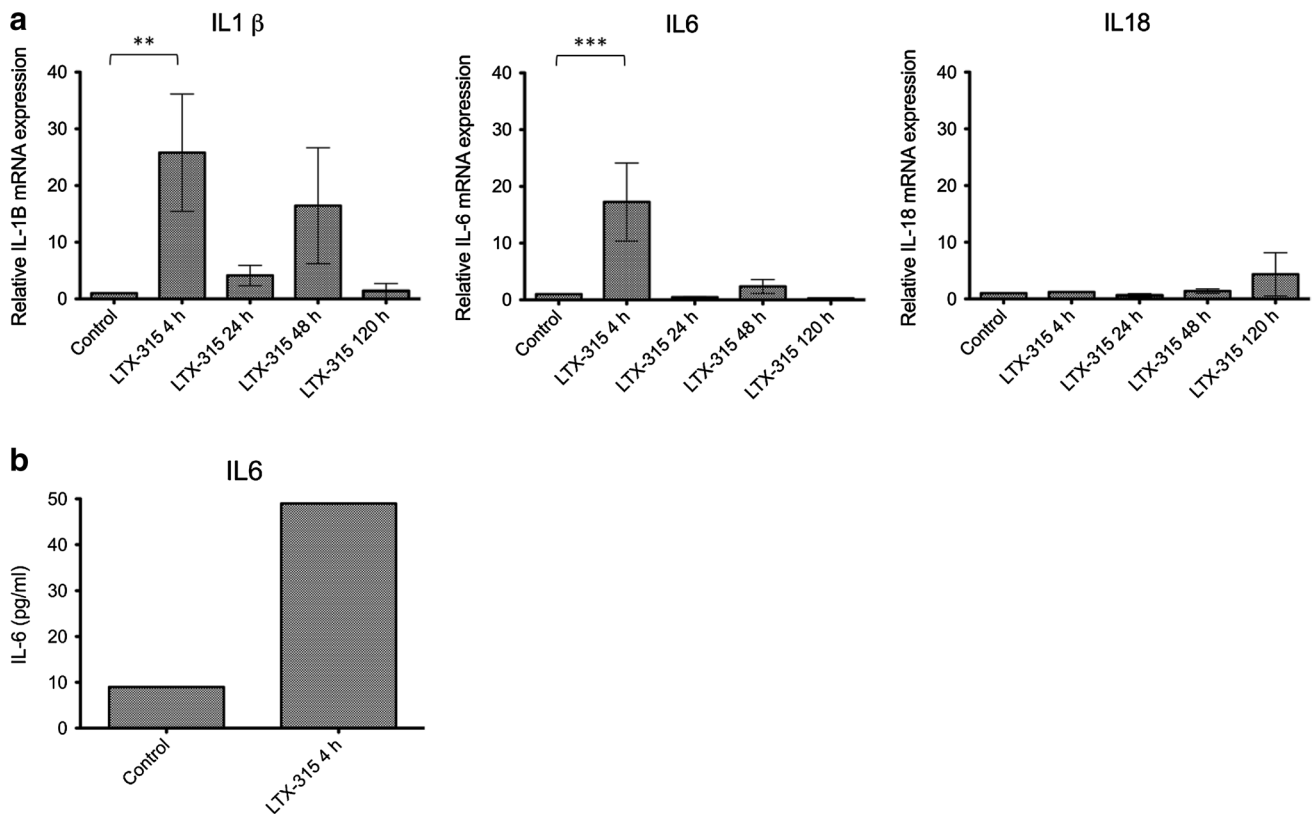 a
IL1 β
**
Relative IL-1B mRNA expression
40
30
20
10
0
Control
LTX-315 4 h
LTX-315 24 h
LTX-315 48 h
LTX-315 120 h
IL6
***
Relative IL-6 mRNA expression
40
30
20
10
0
Control
LTX-315 4 h
LTX-315 24 h
LTX-315 48 h
LTX-315 120 h
IL18
Relative IL-18 mRNA expression
40
30
20
10
0
Control
LTX-315 4 h
LTX-315 24 h
LTX-315 48 h
LTX-315 120 h
b
IL6
IL-6 (pg/ml)
50
40
30
20
10
0
Control
LTX-315 4 h